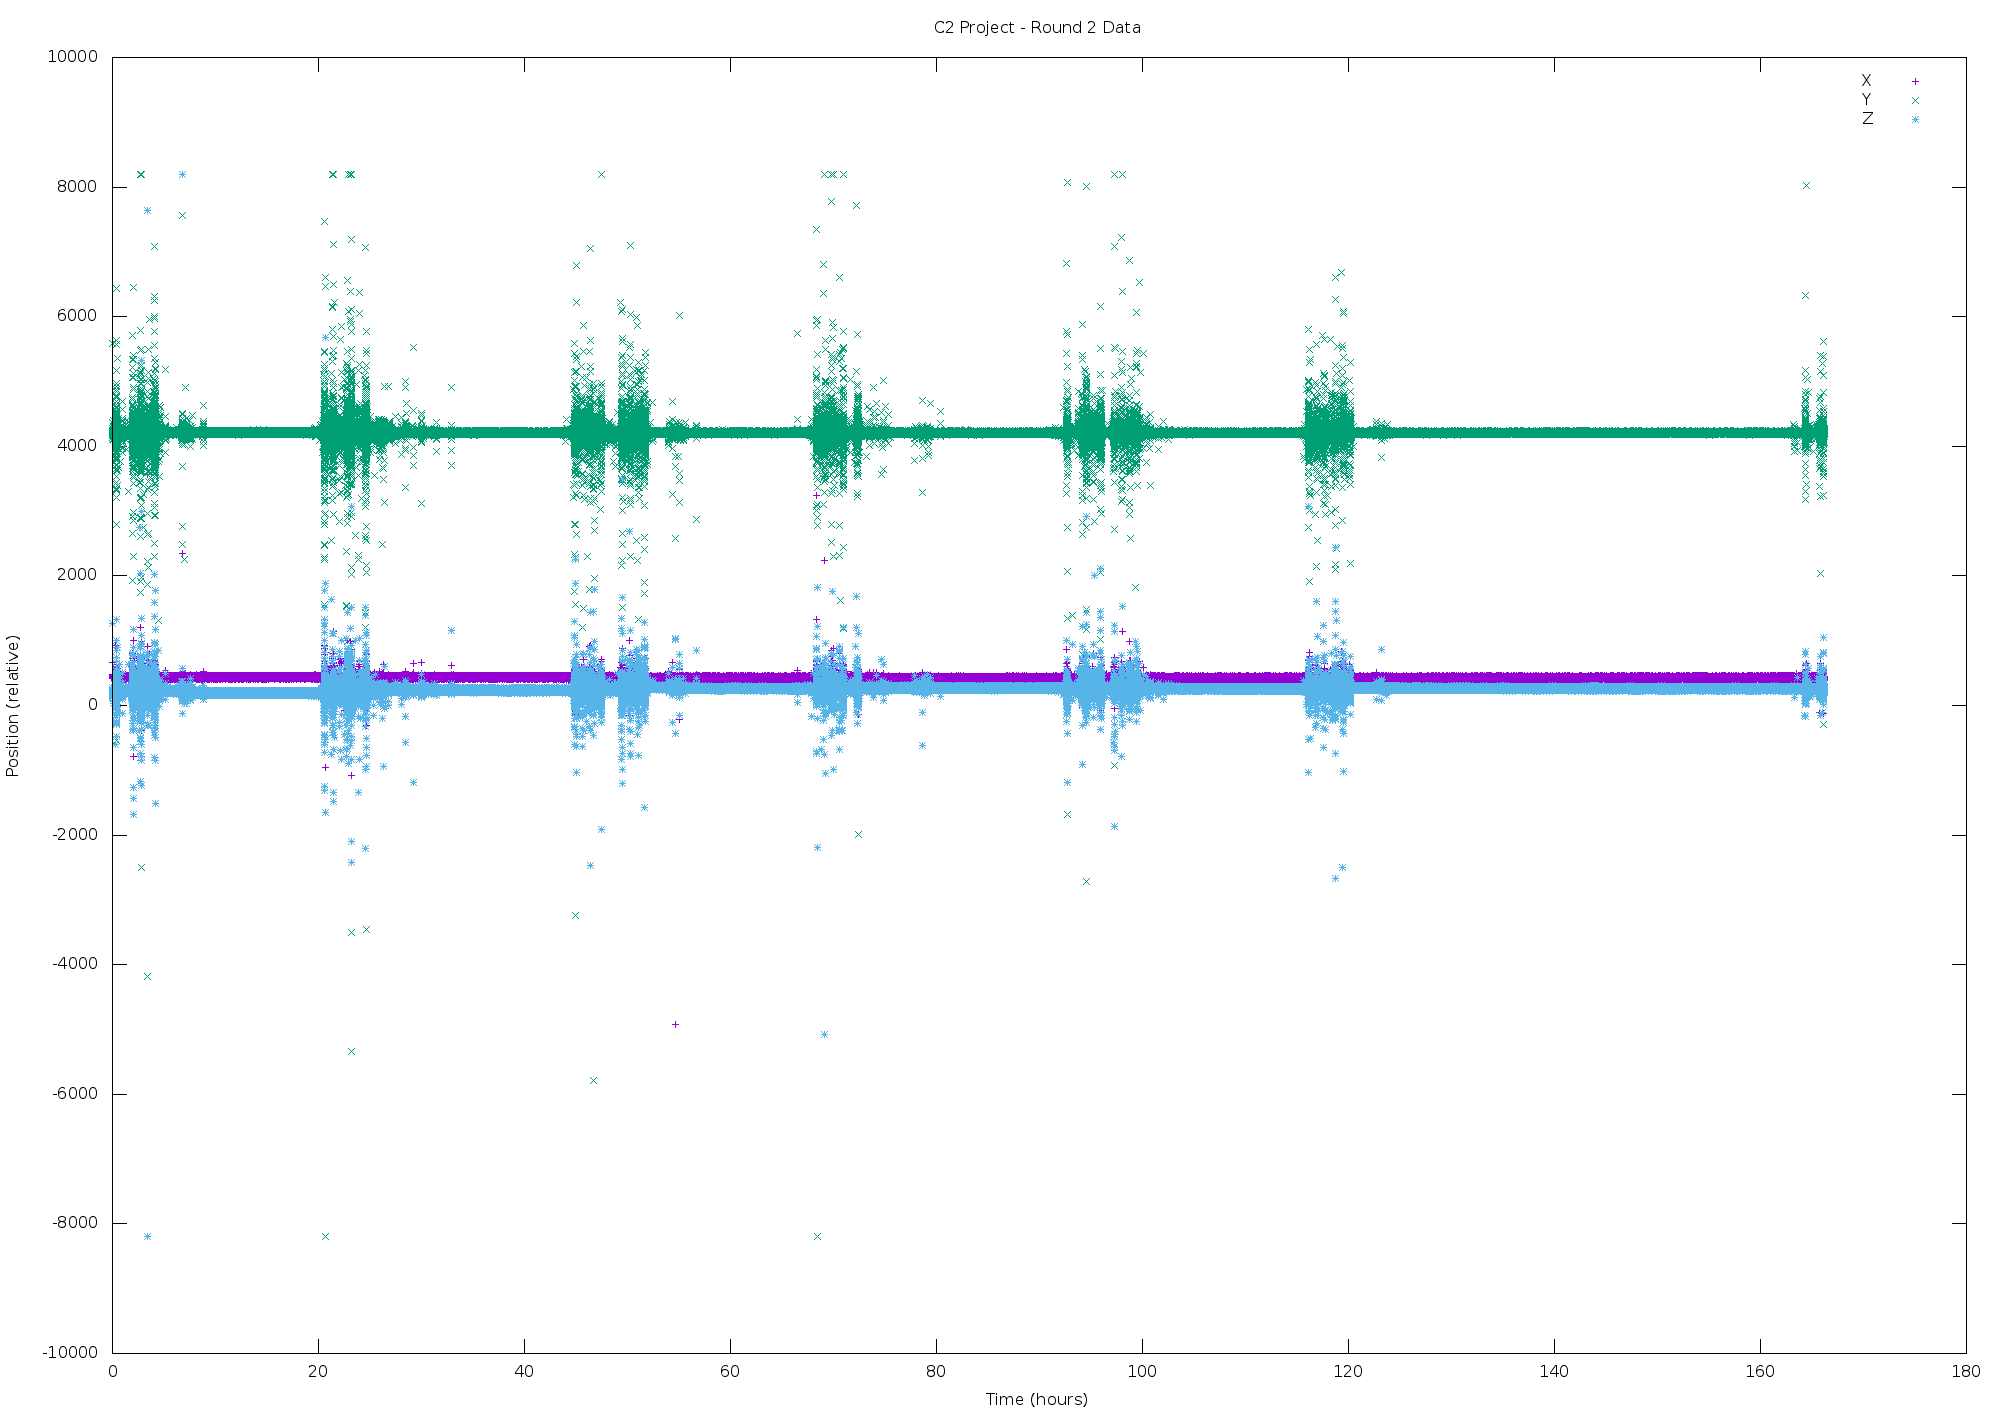 C2 Project - Round 2 Data
X
Y
Z
10000
8000
6000
4000
2000
0
-2000
-4000
-6000
-8000
-10000
Position (relative)
0 20 40 60 80 100 120 140 160 180
Time (hours)